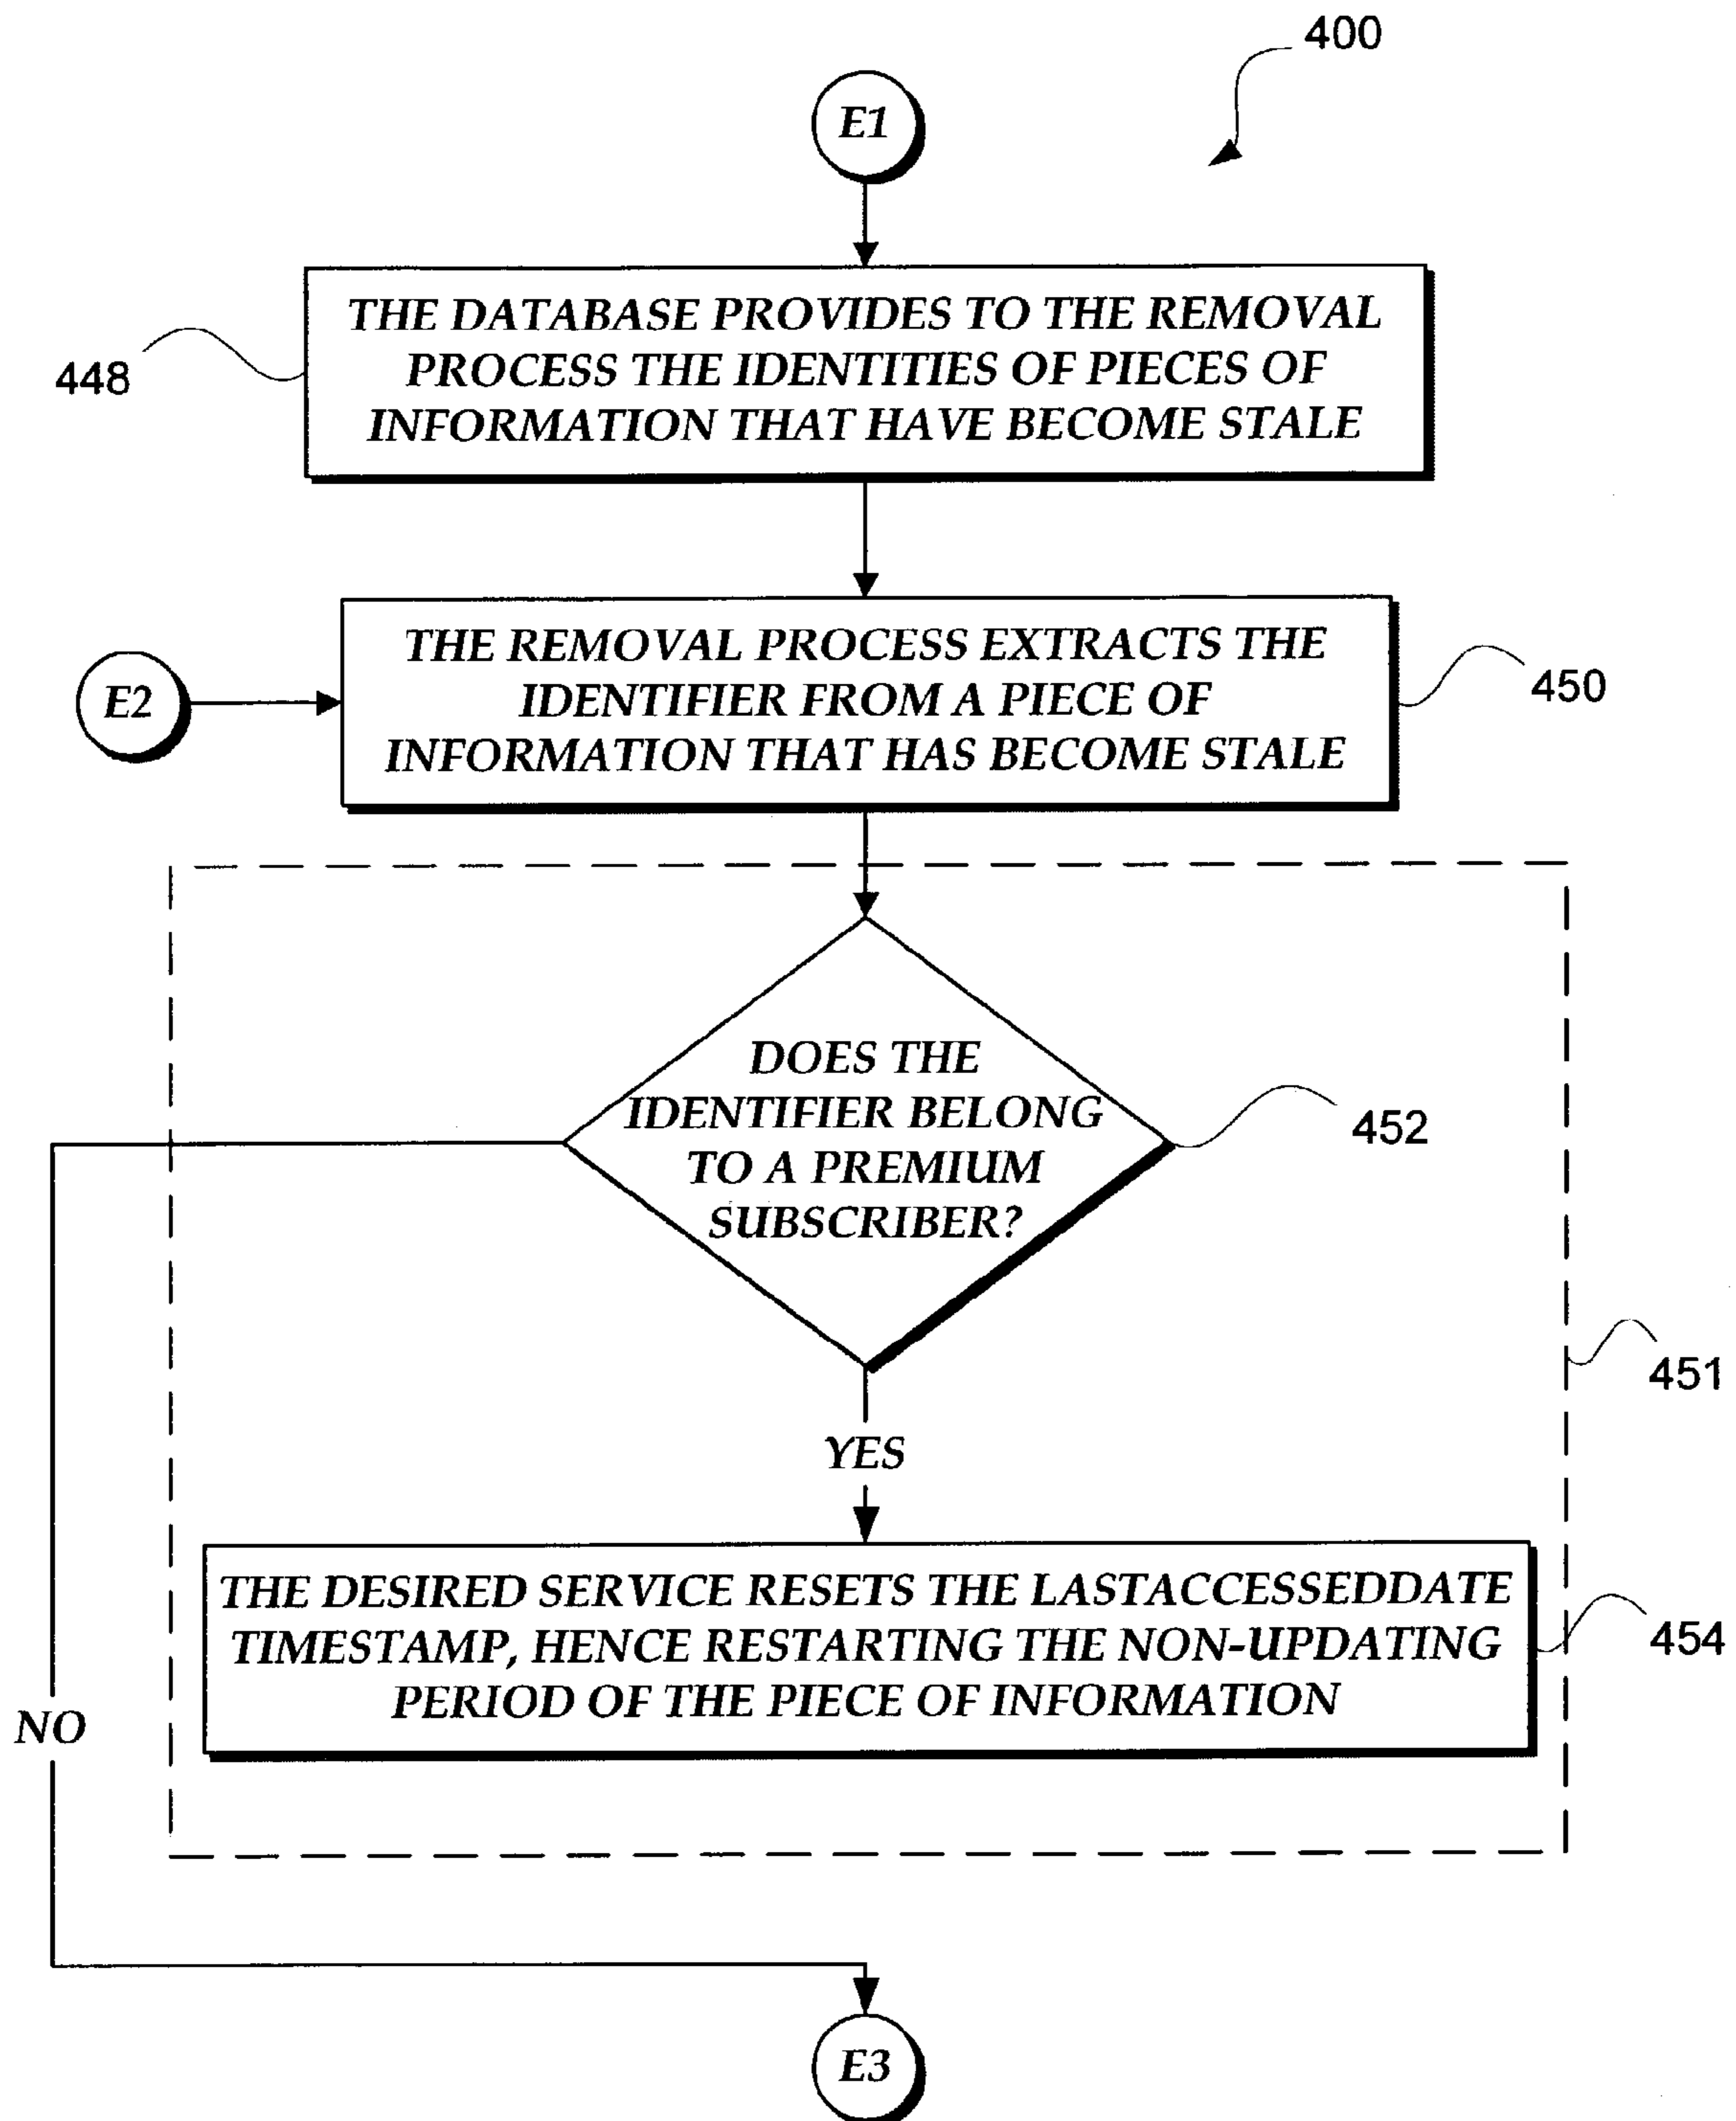 400
E1
THE DATABASE PROVIDES TO THE REMOVAL
PROCESS THE IDENTITIES OF PIECES OF
INFORMATION THAT HAVE BECOME STALE
448
THE REMOVAL PROCESS EXTRACTS THE
IDENTIFIER FROM A PIECE OF
INFORMATION THAT HAS BECOME STALE
E2
450
DOES THE
IDENTIFIER BELONG
TO A PREMIUM
SUBSCRIBER?
452
451
YES
THE DESIRED SERVICE RESETS THE LASTACCESSEDDATE
TIMESTAMP, HENCE RESTARTING THE NON-UPDATING
PERIOD OF THE PIECE OF INFORMATION
454
NO
E3